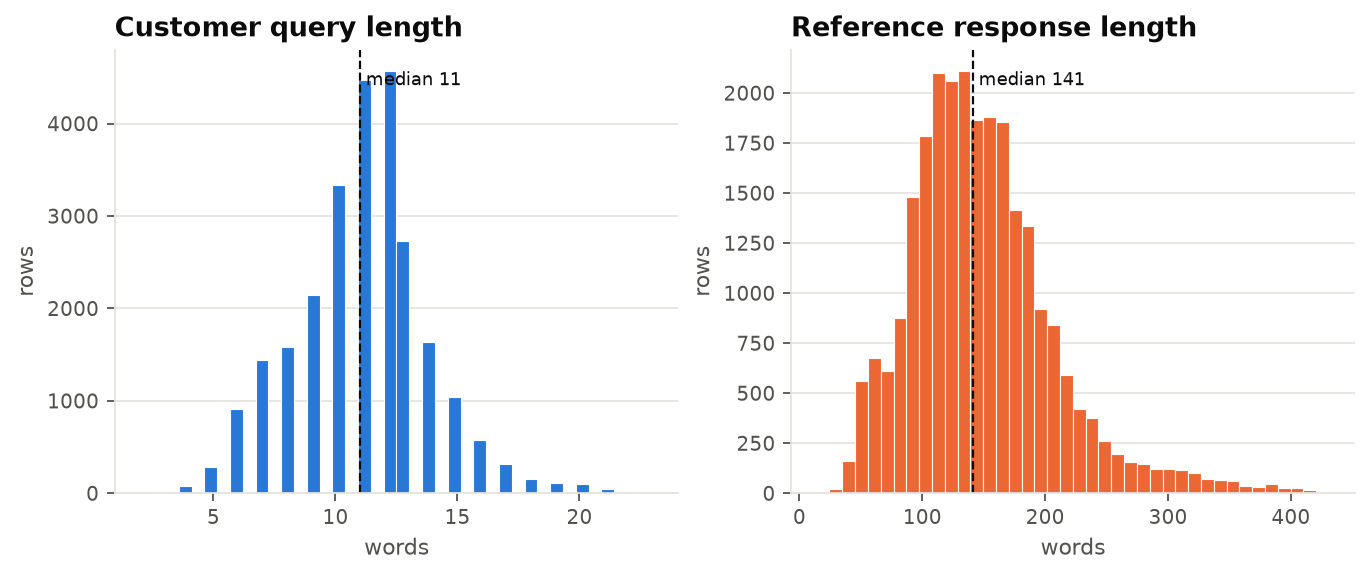 Customer query length
median 11
4000
3000
2000
1000
0
rows
5 10 15 20
words
Reference response length
median 141
2000
1750
1500
1250
1000
750
500
250
0
rows
0 100 200 300 400
words